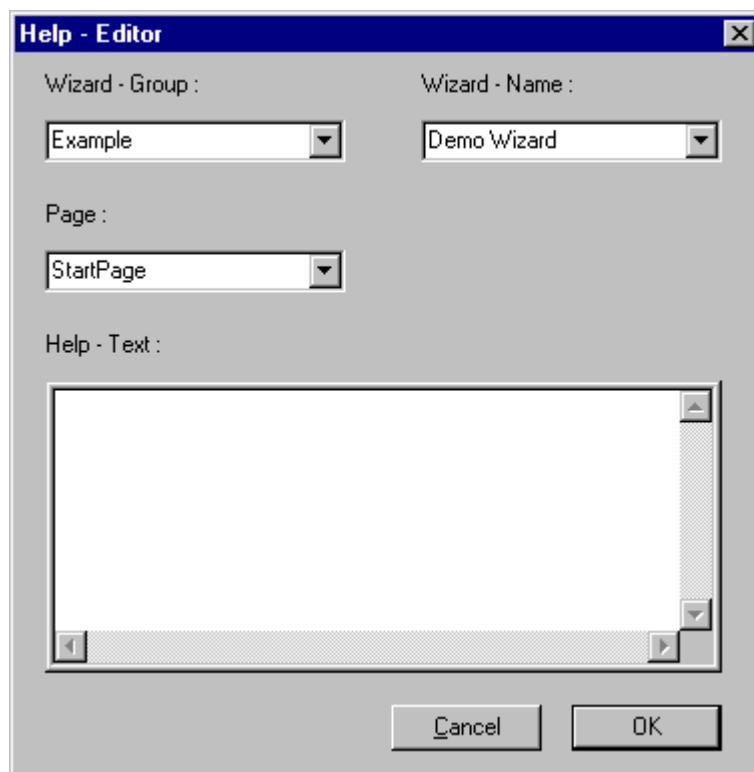 Help - Editor
Wizard - Group :
Wizard - Name :
Example
Demo Wizard
Page :
StartPage
Help - Text :
Cancel
OK